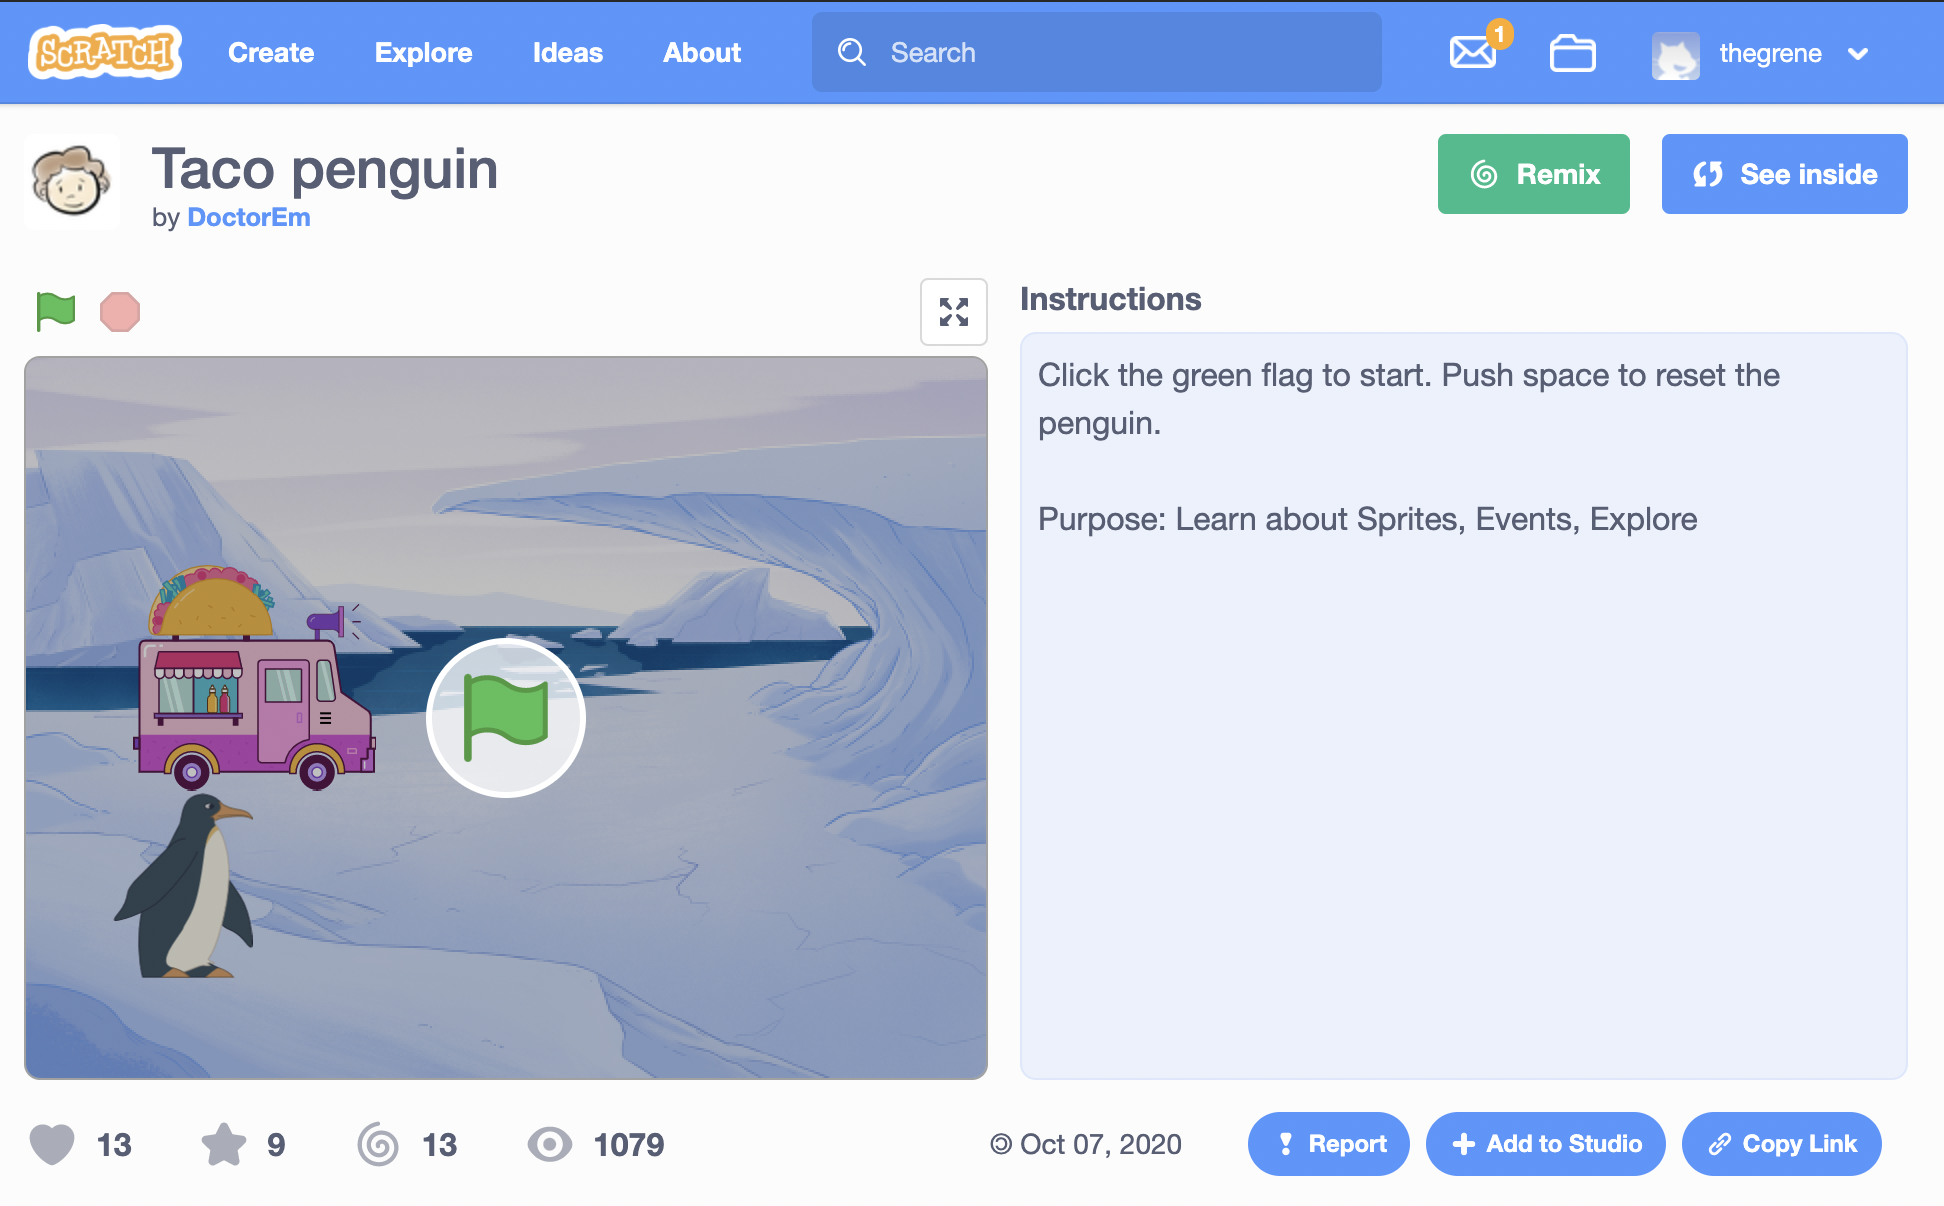 SCRATCH Create Explore Ideas About Search 1 thegrene
Taco penguin
by DoctorEm
Remix See inside
Instructions
Click the green flag to start. Push space to reset the
penguin.
Purpose: Learn about Sprites, Events, Explore
13 9 13 1079 Oct 07, 2020 Report Add to Studio Copy Link